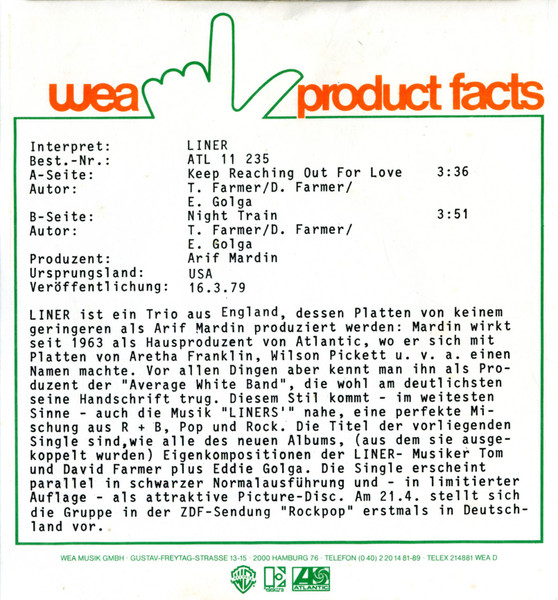 wea product facts
Interpret: LINER
Best.-Nr.: ATL 11 235
A-Seite: Keep Reaching Out For Love 3:36
Autor: T. Farmer/D. Farmer/
E. Golga
B-Seite: Night Train 3:51
Autor: T. Farmer/D. Farmer/
E. Golga
Produzent: Arif Mardin
Ursprungsland: USA
Veröffentlichung: 16.3.79
LINER ist ein Trio aus England, dessen Platten von keinem
geringeren als Arif Mardin produziert werden: Mardin wirkt
seit 1963 als Hausproduzent von Atlantic, wo er sich mit
Platten von Aretha Franklin, Wilson Pickett u. v. a. einen
Namen machte. Vor allen Dingen aber kennt man ihn als Pro-
duzent der "Average White Band", die wohl am deutlichsten
seine Handschrift trug. Diesem Stil kommt - im weitesten
Sinne - auch die Musik "LINERS'" nahe, eine perfekte Mi-
schung aus R + B, Pop und Rock. Die Titel der vorliegenden
Single sind,wie alle des neuen Albums, (aus dem sie ausge-
koppelt wurden) Eigenkompositionen der LINER- Musiker Tom
und David Farmer plus Eddie Golga. Die Single erscheint
parallel in schwarzer Normalausführung und - in limitierter
Auflage - als attraktive Picture-Disc. Am 21.4. stellt sich
die Gruppe in der ZDF-Sendung "Rockpop" erstmals in Deutsch-
land vor.
WEA MUSIK GMBH · GUSTAV-FREYTAG-STRASSE 13-15 · 2000 HAMBURG 76 · TELEFON (0 40) 2 20 14 81-89 · TELEX 214881 WEA D
ATLANTIC